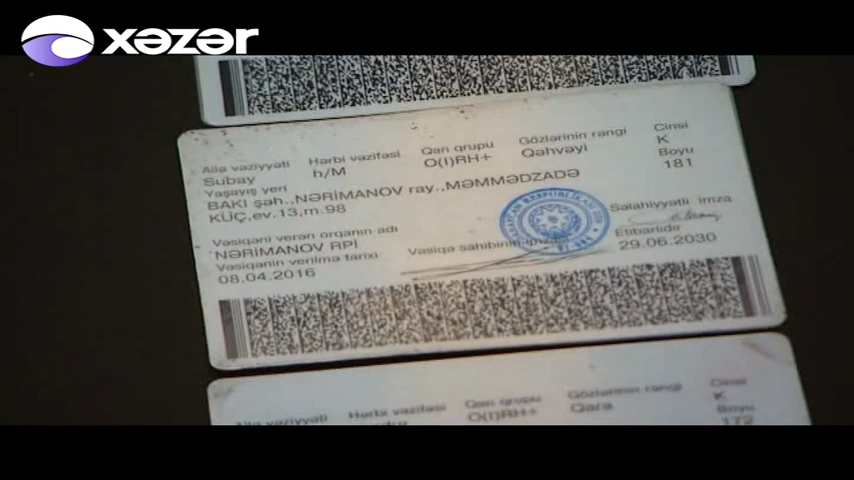 xəzər
Ailə vəziyyəti Hərbi vəzifəsi Qan qrupu Gözlərinin rəngi Cinsi
Subay h/M O(I)RH+ Qəhvəyi K
Yaşayış yeri Boyu
BAKI şəh.,NƏRİMANOV ray.,MƏMMƏDZADƏ 181
KÜÇ,ev.13,m.98
Səlahiyyətli imza
Vəsiqəni verən orqanın adı
NƏRİMANOV RPİ Vəsiqə sahibinin imzası Etibarlıdır
Vəsiqənin verilmə tarixi 29.06.2030
08.04.2016
Ailə vəziyyəti Hərbi vəzifəsi Qan qrupu Gözlərinin rəngi Cinsi
O(I)RH+ Qara K
Boyu
172